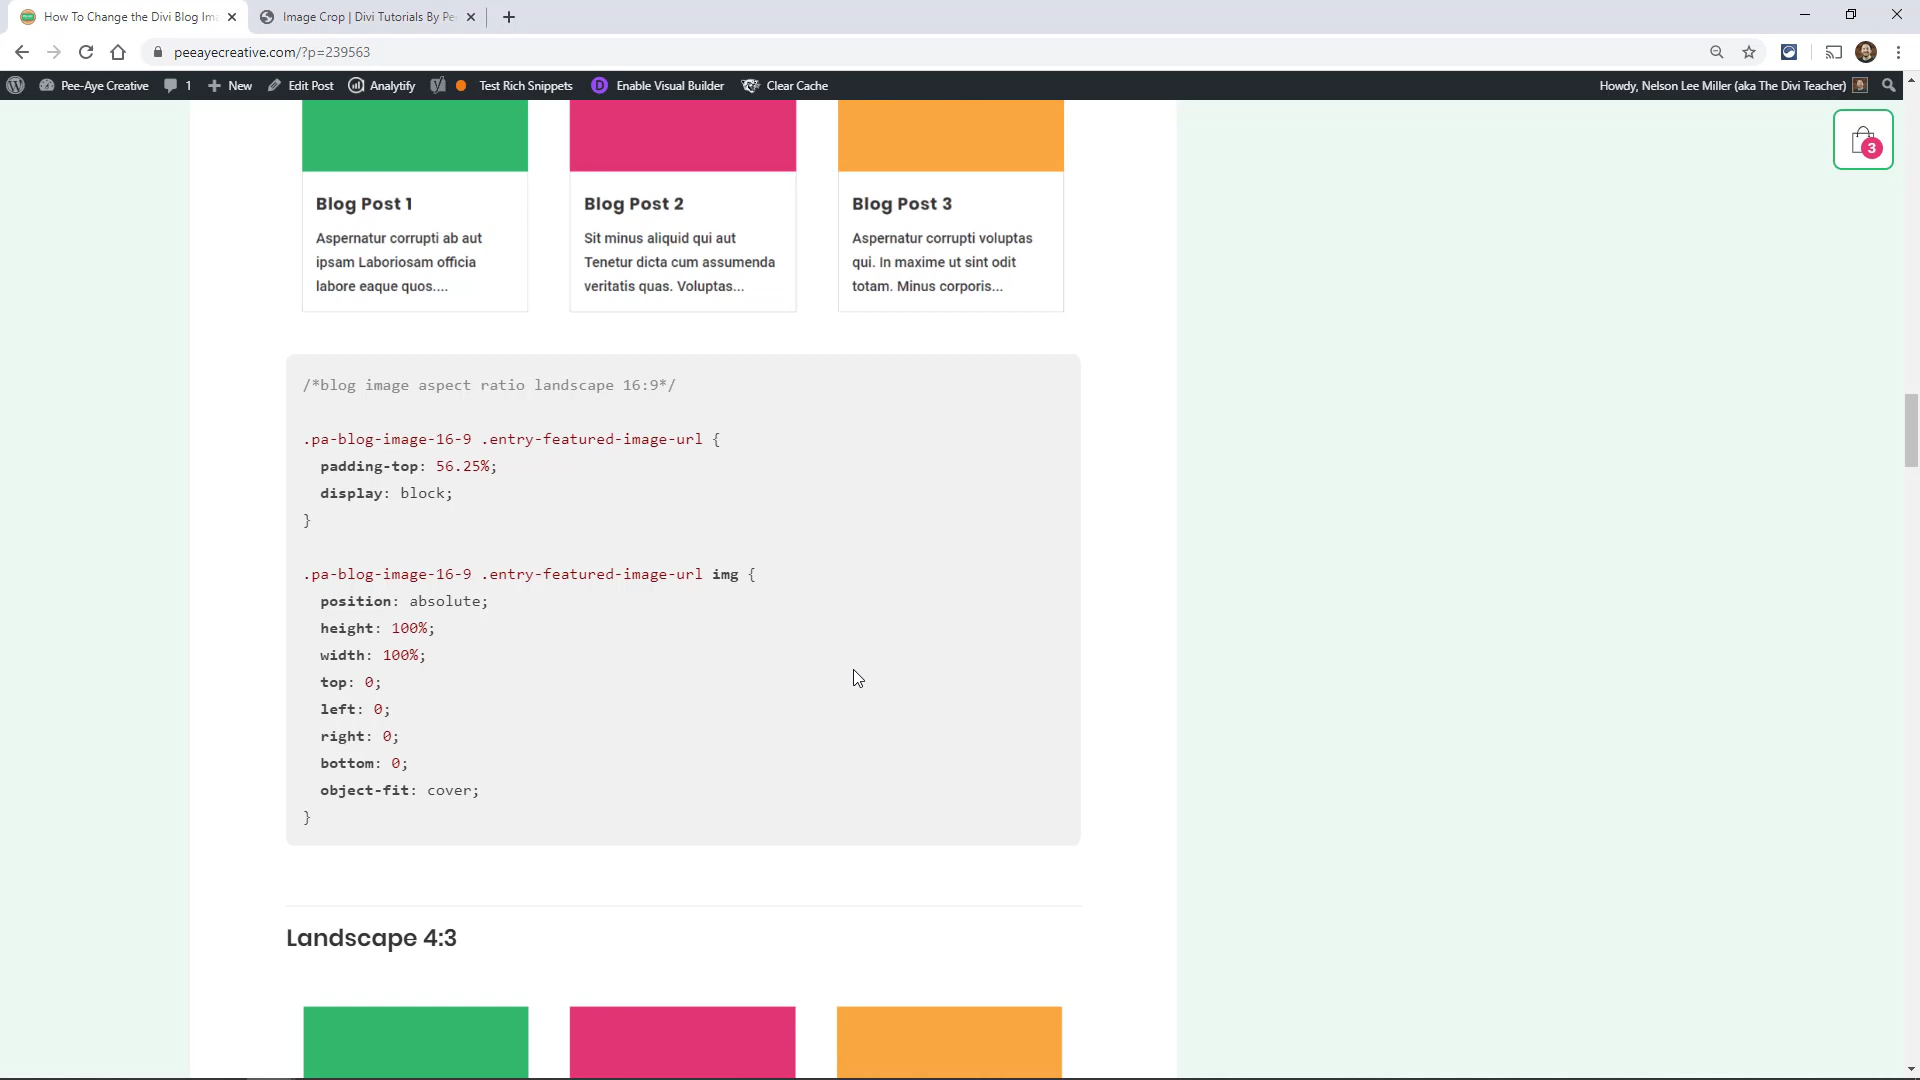 How To Change the Divi Blog Ima
Image Crop | Divi Tutorials By Pe
peeayecreative.com/?p=239563
Pee-Aye Creative 1 New Edit Post Analytify Test Rich Snippets D Enable Visual Builder Clear Cache Howdy, Nelson Lee Miller (aka The Divi Teacher)
3
Blog Post 1
Aspernatur corrupti ab aut
ipsam Laboriosam officia
labore eaque quos....
Blog Post 2
Sit minus aliquid qui aut
Tenetur dicta cum assumenda
veritatis quas. Voluptas...
Blog Post 3
Aspernatur corrupti voluptas
qui. In maxime ut sint odit
totam. Minus corporis...
/*blog image aspect ratio landscape 16:9*/
.pa-blog-image-16-9 .entry-featured-image-url {
padding-top: 56.25%;
display: block;
}
.pa-blog-image-16-9 .entry-featured-image-url img {
position: absolute;
height: 100%;
width: 100%;
top: 0;
left: 0;
right: 0;
bottom: 0;
object-fit: cover;
}
Landscape 4:3